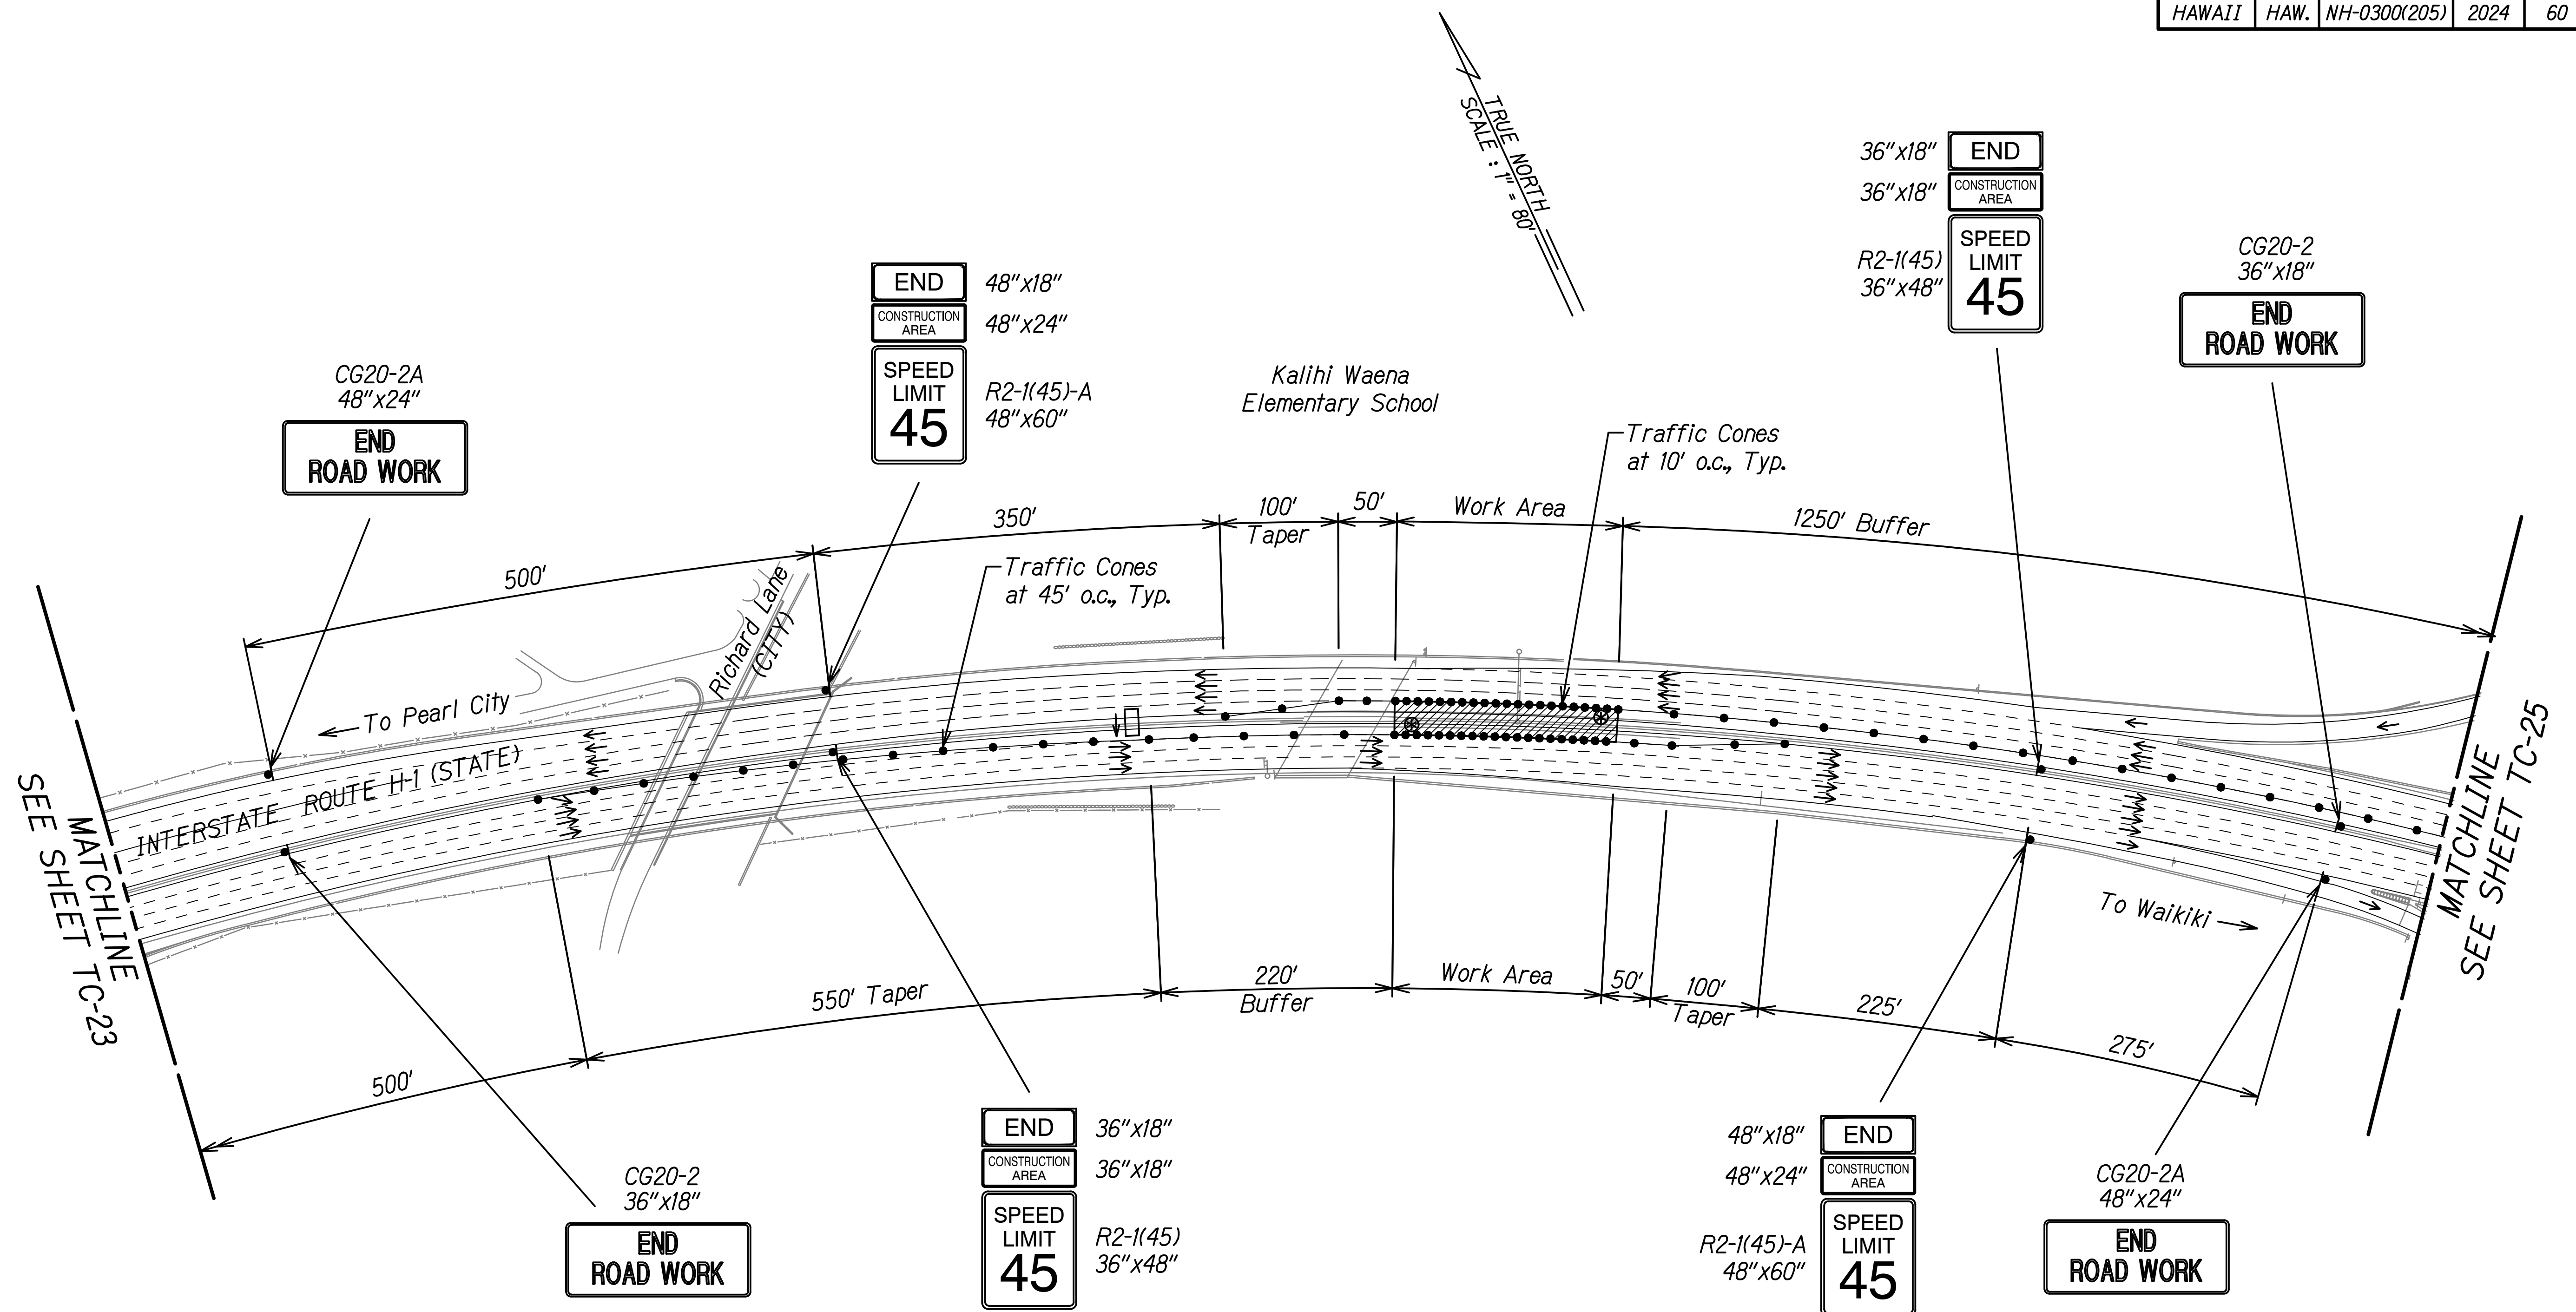 HAWAII HAW. NH-0300(205) 2024 60
TRUE NORTH
SCALE : 1" = 80'
36"x18" END
36"x18" CONSTRUCTION
AREA
R2-1(45)
36"x48"
SPEED
LIMIT
45
CG20-2
36"x18"
END
ROAD WORK
END 48"x18"
CONSTRUCTION
AREA 48"x24"
SPEED
LIMIT
45
R2-1(45)-A
48"x60"
CG20-2A
48"x24"
END
ROAD WORK
Kalihi Waena
Elementary School
Traffic Cones
at 10' o.c., Typ.
500'
350'
100'
Taper
50'
Work Area
1250' Buffer
Traffic Cones
at 45' o.c., Typ.
Richard Lane
(CITY)
To Pearl City
INTERSTATE ROUTE H-1 (STATE)
MATCHLINE
SEE SHEET TC-23
MATCHLINE
SEE SHEET TC-25
To Waikiki
500'
550' Taper
220'
Buffer
Work Area
50'
100'
Taper
225'
275'
CG20-2
36"x18"
END
ROAD WORK
END 36"x18"
CONSTRUCTION
AREA 36"x18"
SPEED
LIMIT
45
R2-1(45)
36"x48"
48"x18" END
48"x24" CONSTRUCTION
AREA
R2-1(45)-A
48"x60"
SPEED
LIMIT
45
CG20-2A
48"x24"
END
ROAD WORK